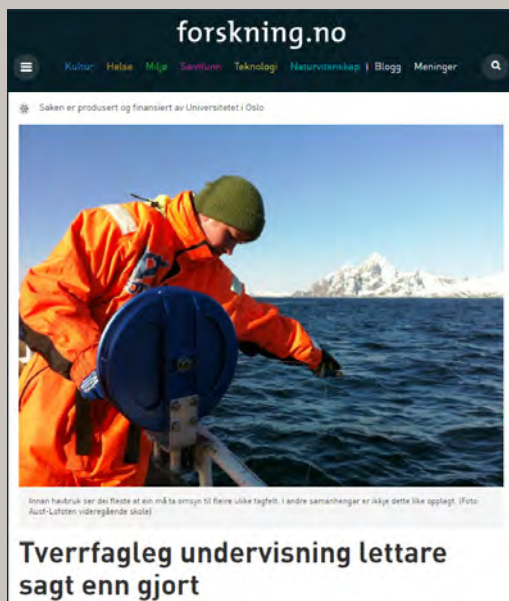 forskning.no
Kultur Helse Miljø Samfunn Teknologi Naturvitenskap | Blogg Meninger
Saken er produsert og finansiert av Universitetet i Oslo
Innan havbruk ser dei fleste at ein må ta omsyn til fleire ulike fagfelt. I andre samanhengar er ikkje dette like opplagt. (Foto:
Aust-Lofoten videregående skole)
Tverrfagleg undervisning lettare
sagt enn gjort